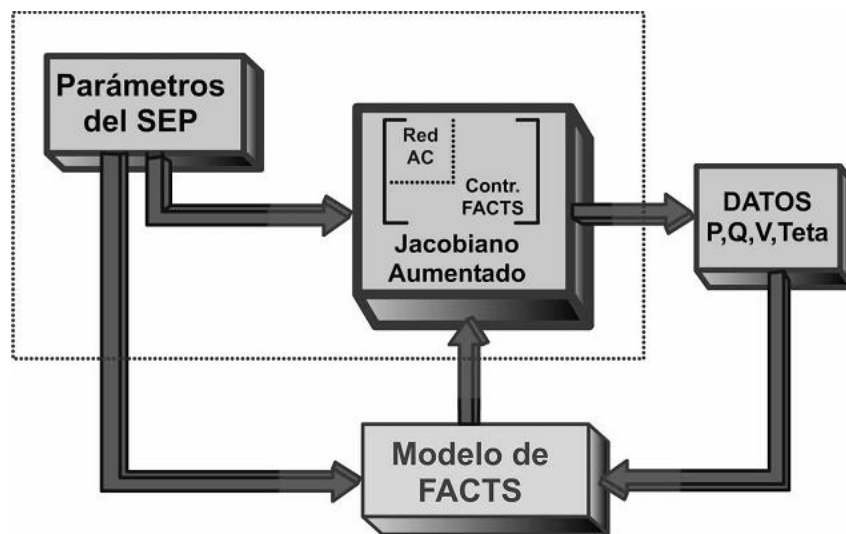 Parámetros
del SEP
Red
AC
Contr.
FACTS
Jacobiano
Aumentado
DATOS
P,Q,V,Teta
Modelo de
FACTS